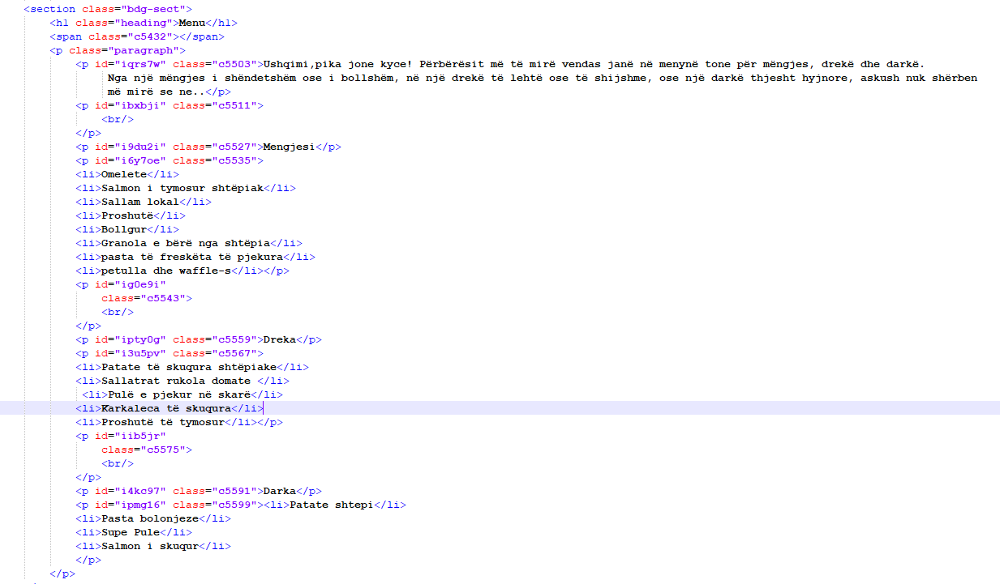 <section class="bdg-sect">
<h1 class="heading">Menu</h1>
<span class="c5432"></span>
<p class="paragraph">
<p id="iqrs7w" class="c5503">Ushqimi,pika jone kyce! Përbërësit më të mirë vendas janë në menynë tone për mëngjes, drekë dhe darkë.
Nga një mëngjes i shëndetshëm ose i bollshëm, në një drekë të lehtë ose të shijshme, ose një darkë thjesht hyjnore, askush nuk shërben
më mirë se ne..</p>
<p id="ibxbji" class="c5511">
<br/>
</p>
<p id="i9du2i" class="c5527">Mengjesi</p>
<p id="i6y7oe" class="c5535">
<li>Omelete</li>
<li>Salmon i tymosur shtëpiak</li>
<li>Sallam lokal</li>
<li>Proshutë</li>
<li>Bollgur</li>
<li>Granola e bërë nga shtëpia</li>
<li>pasta të freskëta të pjekura</li>
<li>petulla dhe waffle-s</li></p>
<p id="ig0e9i"
class="c5543">
<br/>
</p>
<p id="ipty0g" class="c5559">Dreka</p>
<p id="i3u5pv" class="c5567">
<li>Patate të skuqura shtëpiake</li>
<li>Sallatrat rukola domate </li>
<li>Pulë e pjekur në skarë</li>
<li>Karkaleca të skuqura</li>
<li>Proshutë të tymosur</li></p>
<p id="iib5jr"
class="c5575">
<br/>
</p>
<p id="i4kc97" class="c5591">Darka</p>
<p id="ipmg16" class="c5599"><li>Patate shtepi</li>
<li>Pasta bolonjeze</li>
<li>Supe Pule</li>
<li>Salmon i skuqur</li>
</p>
</p>